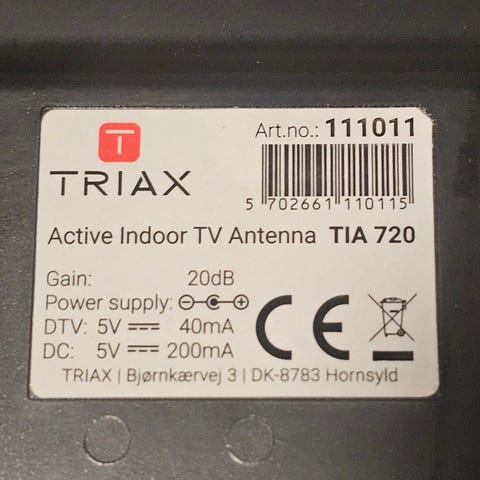 T
TRIAX
Art.no.: 111011
5 702661 110115
Active Indoor TV Antenna TIA 720
Gain: 20dB
Power supply:
DTV: 5V 40mA
DC: 5V 200mA
CE
TRIAX | Bjørnkærvej 3 | DK-8783 Hornsyld